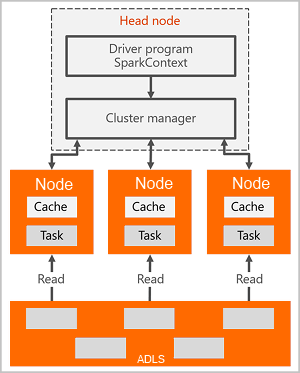 Head node
Driver program
SparkContext
Cluster manager
Node
Node
Node
Cache
Cache
Cache
Task
Task
Task
Read
Read
Read
ADLS